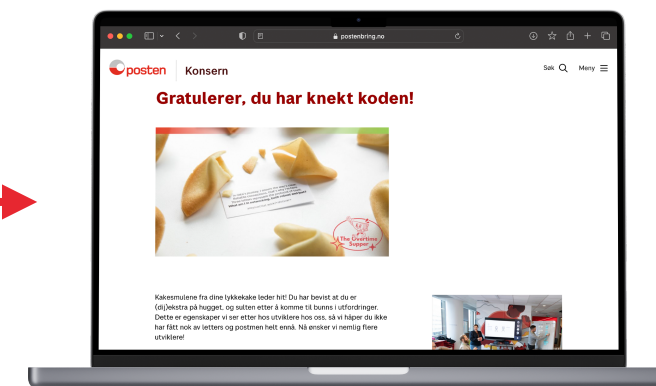 postenbring.no
posten
Konsern
Søk
Meny
Gratulerer, du har knekt koden!
The Overtime
Supper
Kakesmulene fra dine lykkekake leder hit! Du har bevist at du er
(dij)ekstra på hugget, og sulten etter å komme til bunns i utfordringer.
Dette er egenskaper vi ser etter hos utviklere hos oss, så vi håper du ikke
har fått nok av letters og postmen helt ennå. Nå ønsker vi nemlig flere
utviklere!